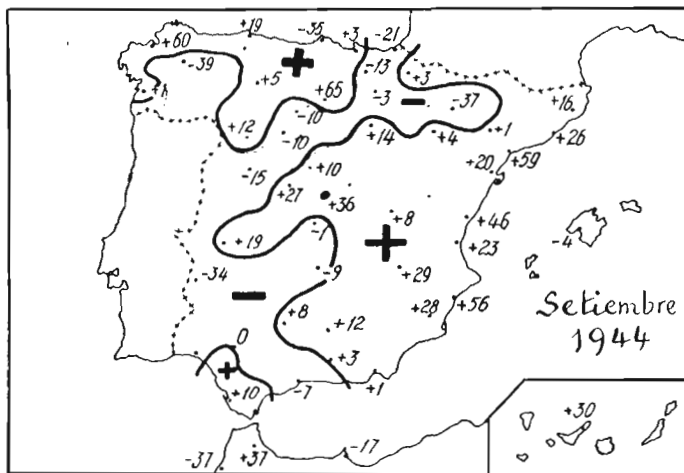 +19 -35 +3 -21
+60
-39 + -13 +3
+5 -3 -
+65 -37 +16
-10
+12 -10 +14 +4 +1 +26
+59
-15 +10 +20
+27 +36
-1 +8 +46
+19 + +23 -4
-34 -9 +29
- +28 +56 Setiembre
+8 +12 1944
0
+ +3
+10 -7 +1
+30
-37 +37 -17